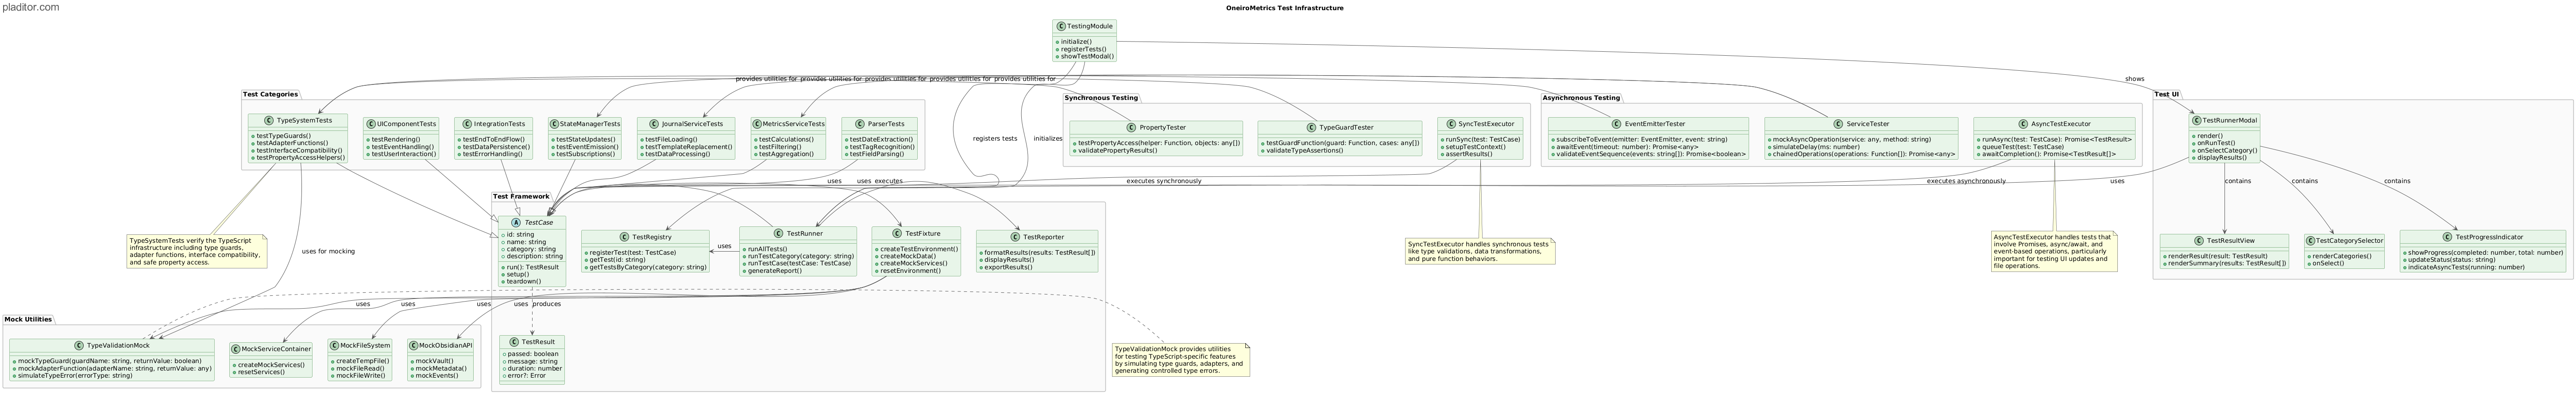 pladitor.com
OneiroMetrics Test Infrastructure
C TestingModule
initialize()
registerTests()
showTestModal()
provides utilities for provides utilities for provides utilities for provides utilities for provides utilities for
shows
registers tests
initializes
Test Categories
C TypeSystemTests
testTypeGuards()
testAdapterFunctions()
testInterfaceCompatibility()
testPropertyAccessHelpers()
C UIComponentTests
testRendering()
testEventHandling()
testUserInteraction()
C IntegrationTests
testEndToEndFlow()
testDataPersistence()
testErrorHandling()
C StateManagerTests
testStateUpdates()
testEventEmission()
testSubscriptions()
C JournalServiceTests
testFileLoading()
testTemplateReplacement()
testDataProcessing()
C MetricsServiceTests
testCalculations()
testFiltering()
testAggregation()
C ParserTests
testDateExtraction()
testTagRecognition()
testFieldParsing()
Synchronous Testing
C PropertyTester
testPropertyAccess(helper: Function, objects: any[])
validatePropertyResults()
C TypeGuardTester
testGuardFunction(guard: Function, cases: any[])
validateTypeAssertions()
C SyncTestExecutor
runSync(test: TestCase)
setupTestContext()
assertResults()
Asynchronous Testing
C EventEmitterTester
subscribeToEvent(emitter: EventEmitter, event: string)
awaitEvent(timeout: number): Promise<any>
validateEventSequence(events: string[]): Promise<boolean>
C ServiceTester
mockAsyncOperation(service: any, method: string)
simulateDelay(ms: number)
chainedOperations(operations: Function[]): Promise<any>
C AsyncTestExecutor
runAsync(test: TestCase): Promise<TestResult>
queueTest(test: TestCase)
awaitCompletion(): Promise<TestResult[]>
Test UI
C TestRunnerModal
render()
onRunTest()
onSelectCategory()
displayResults()
uses
uses
executes
executes synchronously
executes asynchronously
uses
contains
contains
contains
Test Framework
A TestCase
id: string
name: string
category: string
description: string
run(): TestResult
setup()
teardown()
C TestRegistry
registerTest(test: TestCase)
getTest(id: string)
getTestsByCategory(category: string)
uses
C TestRunner
runAllTests()
runTestCategory(category: string)
runTestCase(testCase: TestCase)
generateReport()
C TestFixture
createTestEnvironment()
createMockData()
createMockServices()
resetEnvironment()
C TestReporter
formatResults(results: TestResult[])
displayResults()
exportResults()
TypeSystemTests verify the TypeScript
infrastructure including type guards,
adapter functions, interface compatibility,
and safe property access.
uses for mocking
SyncTestExecutor handles synchronous tests
like type validations, data transformations,
and pure function behaviors.
AsyncTestExecutor handles tests that
involve Promises, async/await, and
event-based operations, particularly
important for testing UI updates and
file operations.
C TestResultView
renderResult(result: TestResult)
renderSummary(results: TestResult[])
C TestCategorySelector
renderCategories()
onSelect()
C TestProgressIndicator
showProgress(completed: number, total: number)
updateStatus(status: string)
indicateAsyncTests(running: number)
uses
uses
uses
uses
produces
Mock Utilities
C TypeValidationMock
mockTypeGuard(guardName: string, returnValue: boolean)
mockAdapterFunction(adapterName: string, returnValue: any)
simulateTypeError(errorType: string)
C MockServiceContainer
createMockServices()
resetServices()
C MockFileSystem
createTempFile()
mockFileRead()
mockFileWrite()
C MockObsidianAPI
mockVault()
mockMetadata()
mockEvents()
C TestResult
passed: boolean
message: string
duration: number
error?: Error
TypeValidationMock provides utilities
for testing TypeScript-specific features
by simulating type guards, adapters, and
generating controlled type errors.